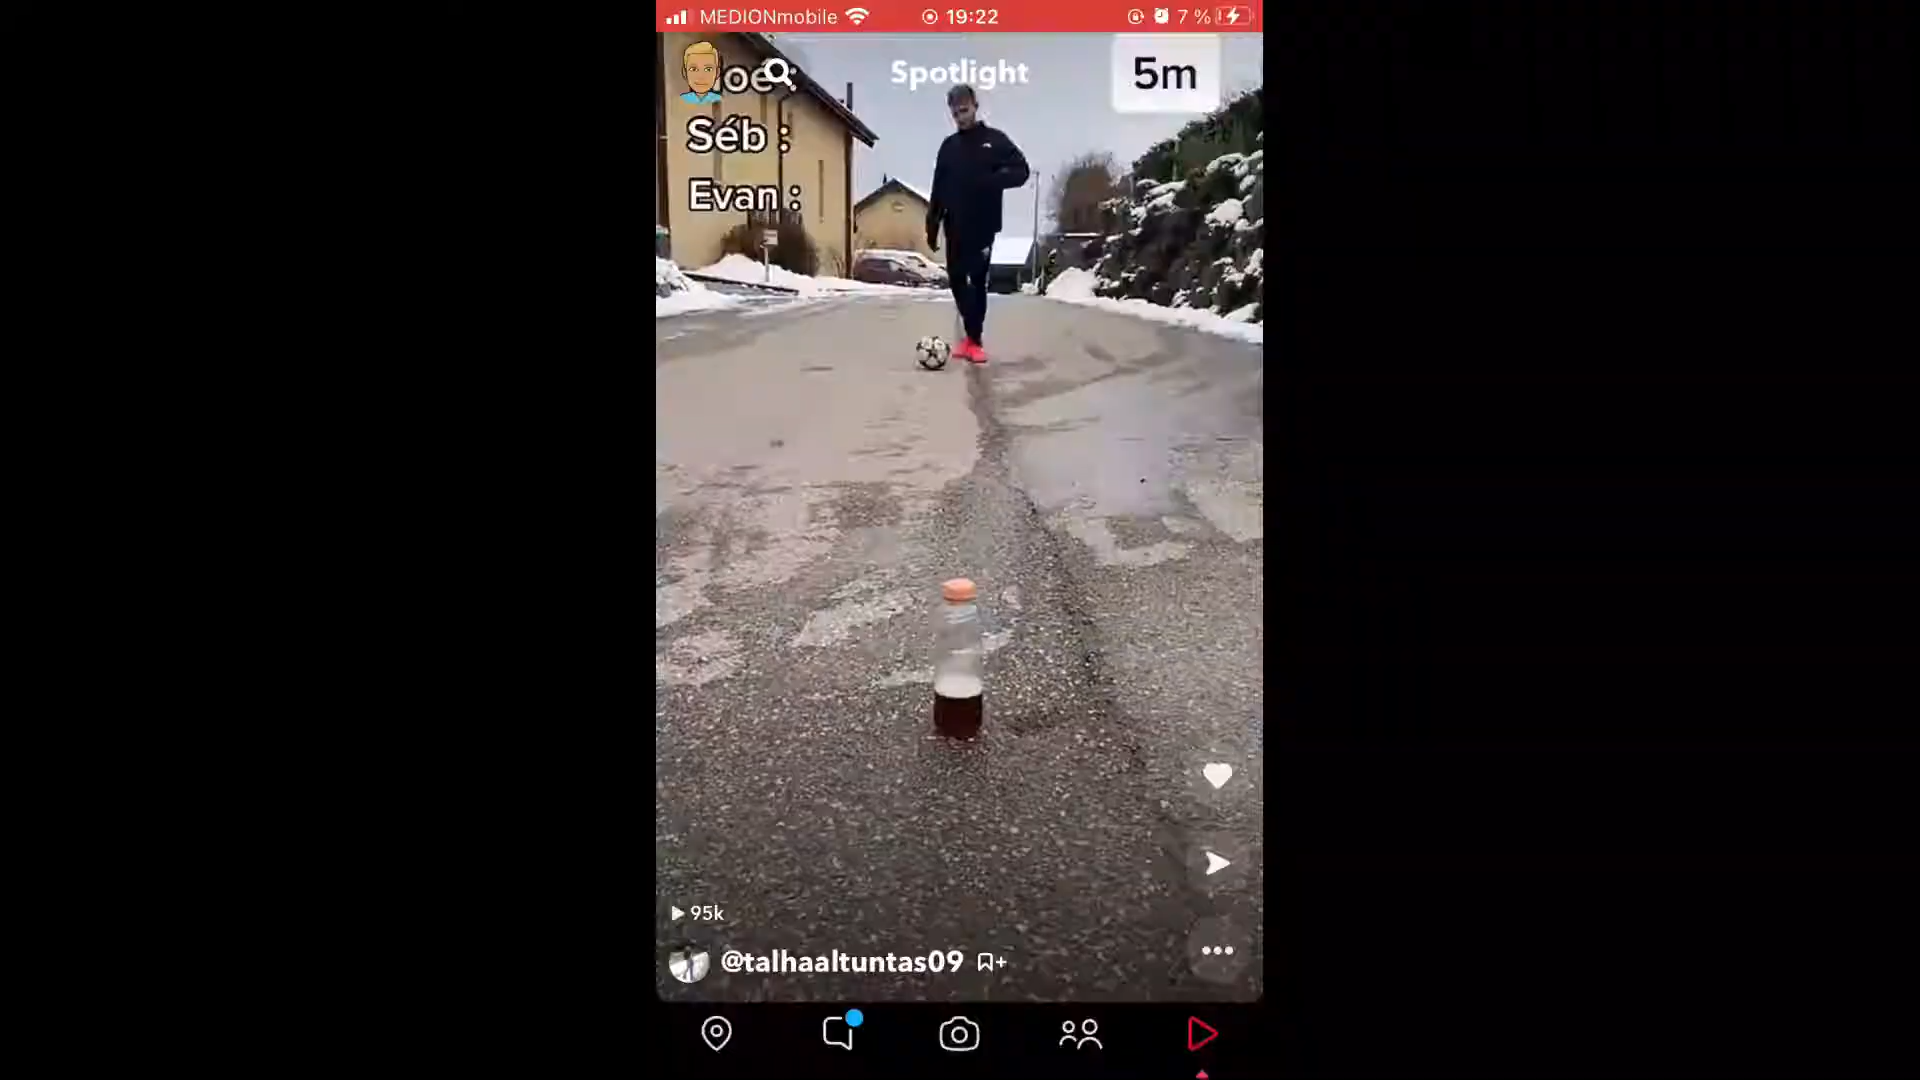 MEDIONmobile 19:22 7 %
Spotlight
5m
Séb :
Evan :
95k
@talhaaltuntas09